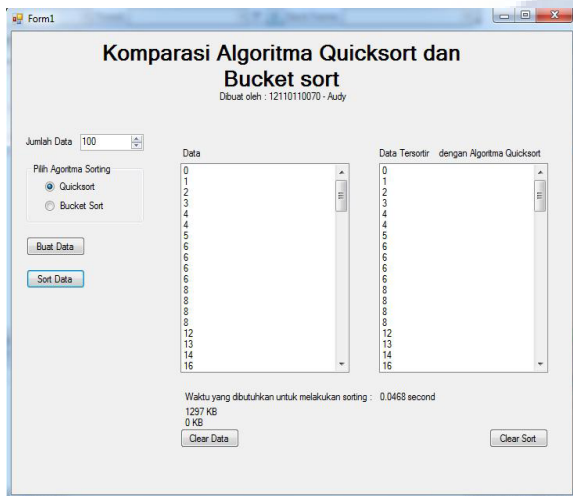 Form1
Komparasi Algoritma Quicksort dan
Bucket sort
Dibuat oleh : 12110110070 - Audy
Jumlah Data 100
Pilih Agoritma Sorting
Quicksort
Bucket Sort
Buat Data
Sort Data
Data
0
1
2
3
4
4
5
6
6
6
6
8
8
8
8
12
13
14
16
Data Tersortir dengan Algoritma Quicksort
0
1
2
3
4
4
5
6
6
6
6
8
8
8
8
12
13
14
16
Waktu yang dibutuhkan untuk melakukan sorting : 0.0468 second
1297 KB
0 KB
Clear Data
Clear Sort